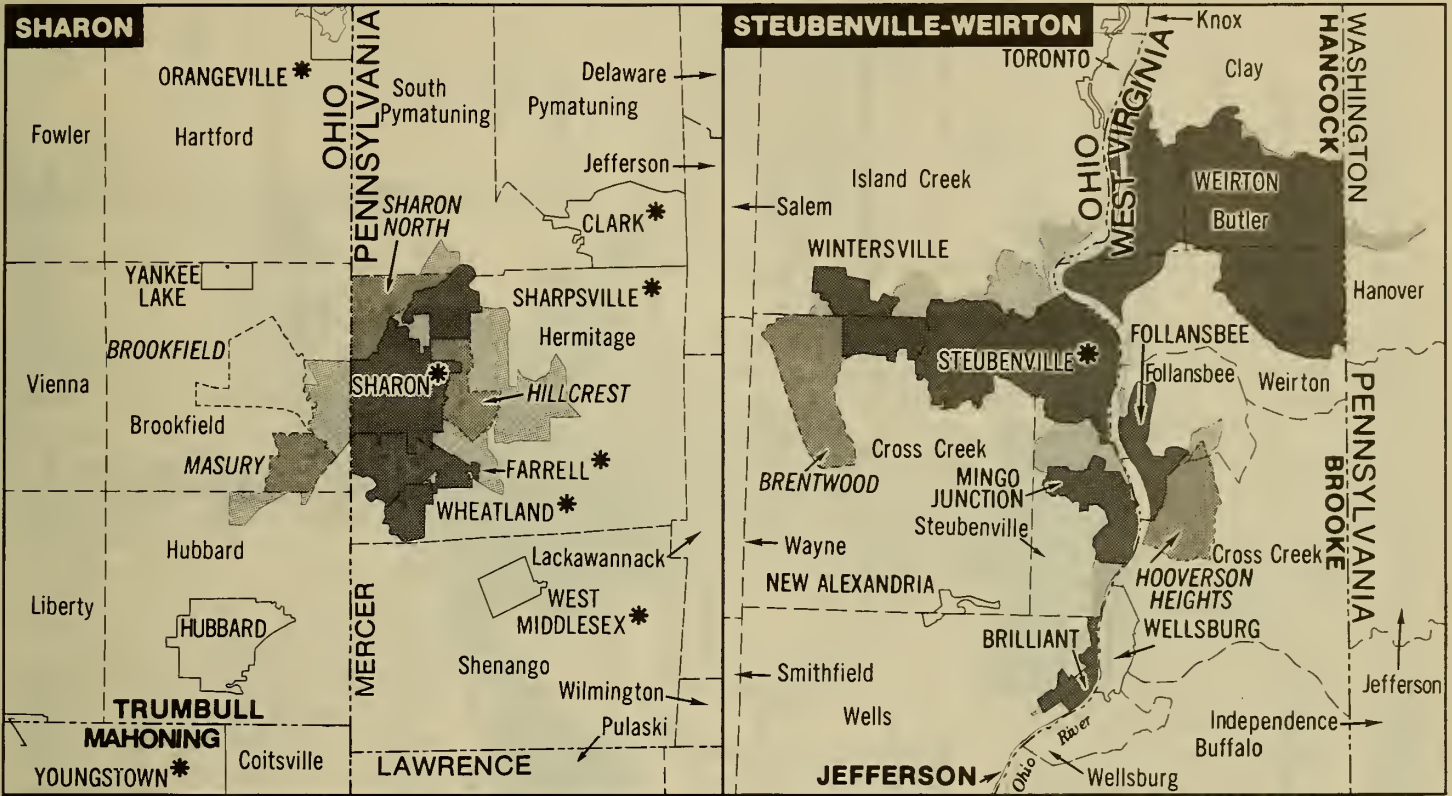 SHARON
ORANGEVILLE *
OHIO
PENNSYLVANIA
South
Pymatuning
Delaware
Pymatuning
Fowler
Hartford
Jefferson
SHARON
NORTH
CLARK *
YANKEE
LAKE
SHARPSVILLE *
Hermitage
BROOKFIELD
SHARON *
HILLCREST
Vienna
Brookfield
MASURY
FARRELL *
WHEATLAND *
Hubbard
Lackawannack
Liberty
HUBBARD
MERCER
WEST
MIDDLESEX *
Shenango
Wilmington
TRUMBULL
Pulaski
MAHONING
YOUNGSTOWN *
Coitsville
LAWRENCE
STEUBENVILLE-WEIRTON
Knox
TORONTO
Clay
WEST VIRGINIA
OHIO
HANCOCK
WASHINGTON
Island Creek
WEIRTON
Butler
Salem
WINTERSVILLE
Hanover
STEUBENVILLE *
FOLLANSBEE
Follansbee
Weirton
Cross Creek
BRENTWOOD
MINGO
JUNCTION
Steubenville
BROOKE
PENNSYLVANIA
Wayne
Cross Creek
HOOVERSON
HEIGHTS
NEW ALEXANDRIA
BRILLIANT
WELLSBURG
Smithfield
Jefferson
Wells
Independence
Buffalo
Ohio River
JEFFERSON
Wellsburg